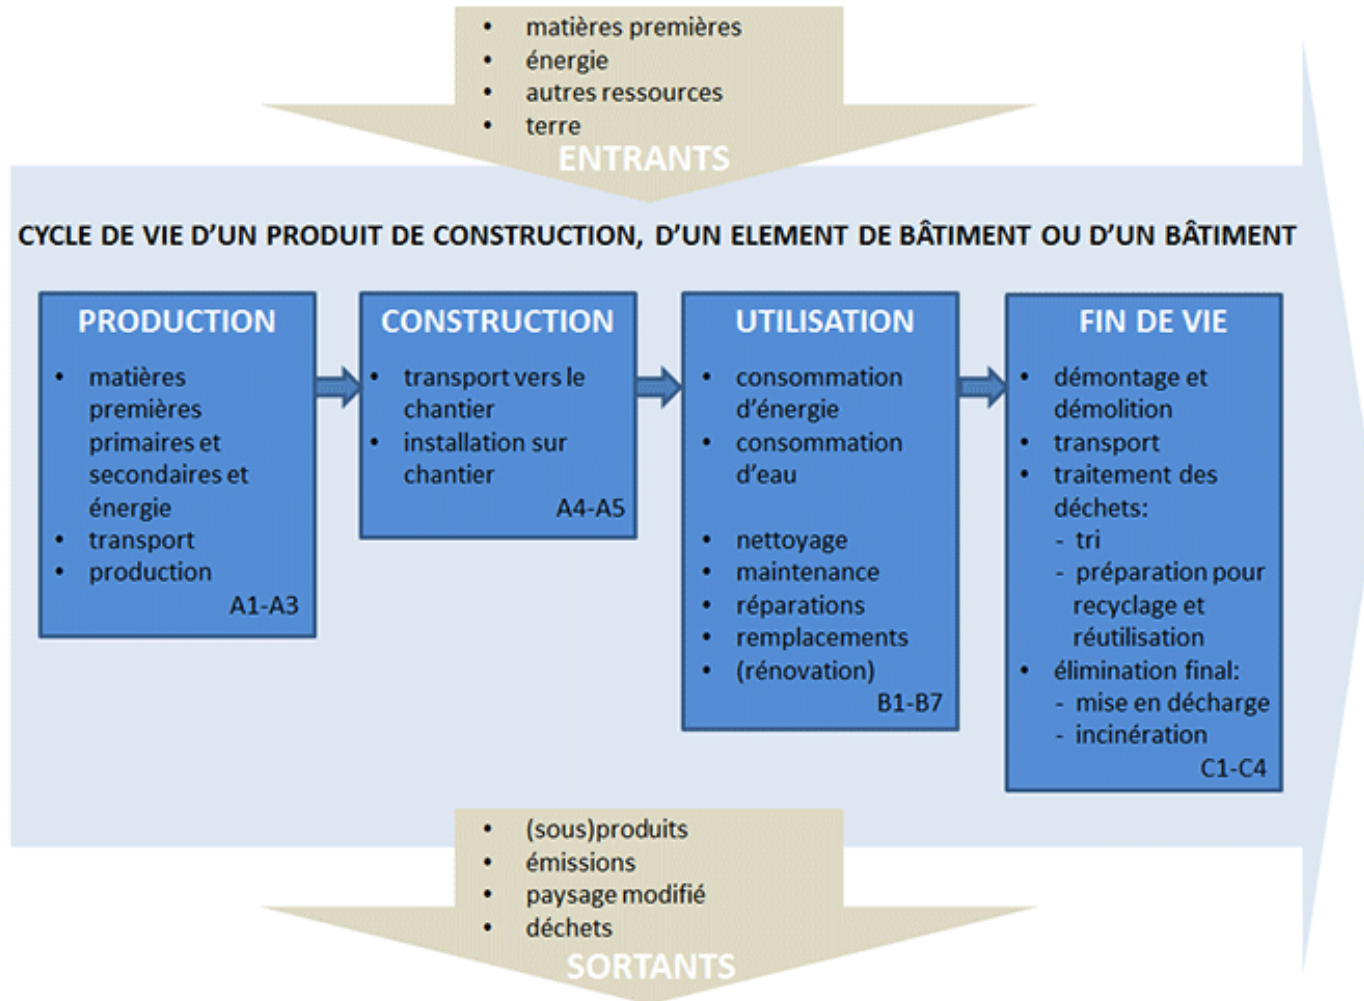 • matières premières
• énergie
• autres ressources
• terre
ENTRANTS
CYCLE DE VIE D'UN PRODUIT DE CONSTRUCTION, D'UN ELEMENT DE BÂTIMENT OU D'UN BÂTIMENT
PRODUCTION
• matières
premières
primaires et
secondaires et
énergie
• transport
• production
A1-A3
CONSTRUCTION
• transport vers le
chantier
• installation sur
chantier
A4-A5
UTILISATION
• consommation
d'énergie
• consommation
d'eau
• nettoyage
• maintenance
• réparations
• remplacements
• (rénovation)
B1-B7
FIN DE VIE
• démontage et
démolition
• transport
• traitement des
déchets:
- tri
- préparation pour
recyclage et
réutilisation
• élimination final:
- mise en décharge
- incinération
C1-C4
• (sous)produits
• émissions
• paysage modifié
• déchets
SORTANTS